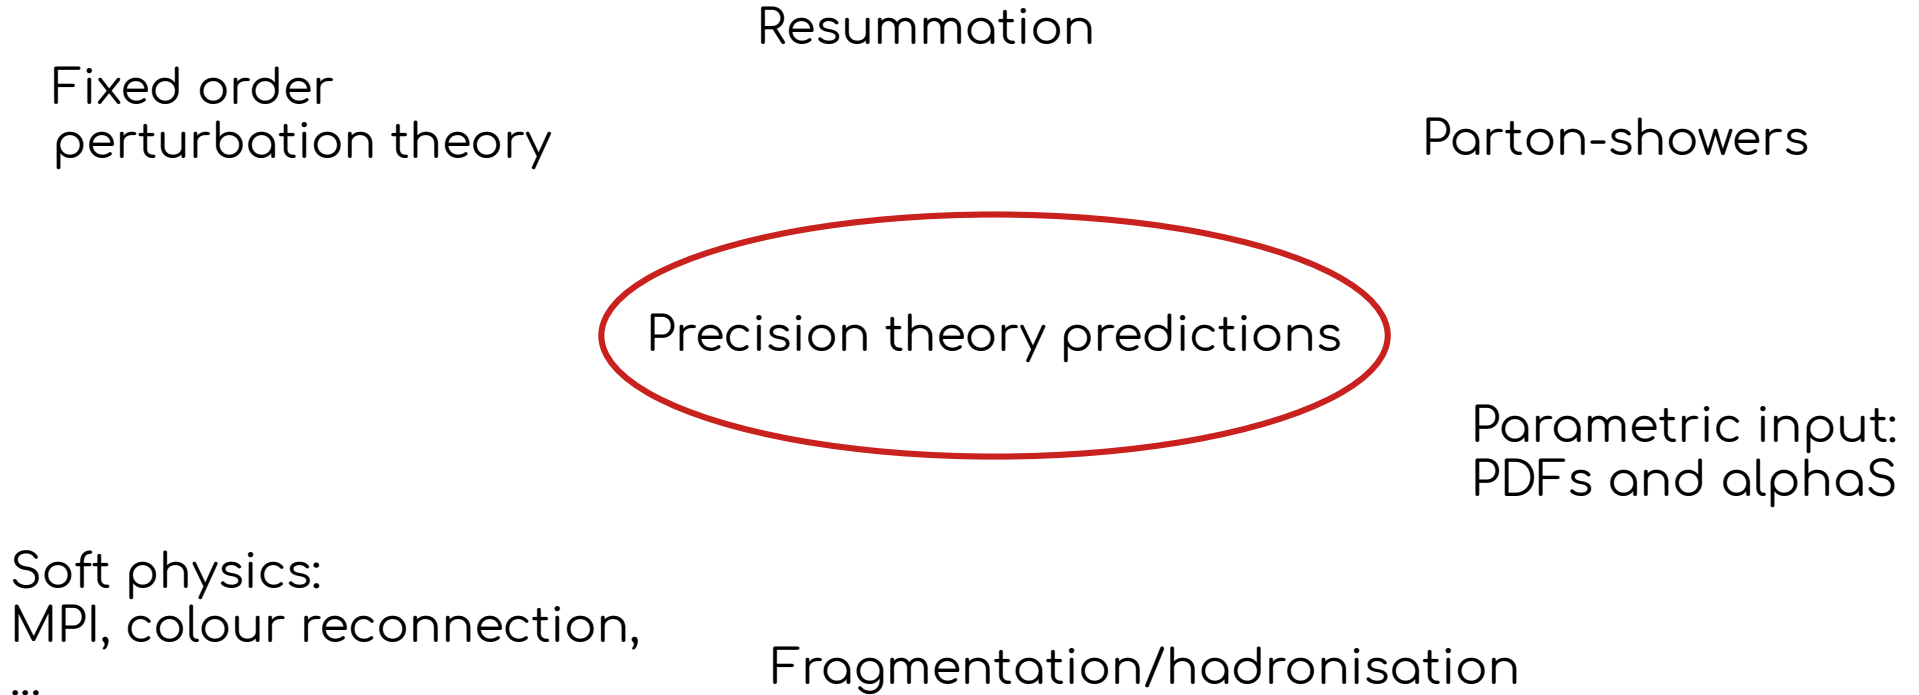 Resummation
Fixed order
perturbation theory
Parton-showers
Precision theory predictions
Parametric input:
PDFs and alphaS
Soft physics:
MPI, colour reconnection,
...
Fragmentation/hadronisation